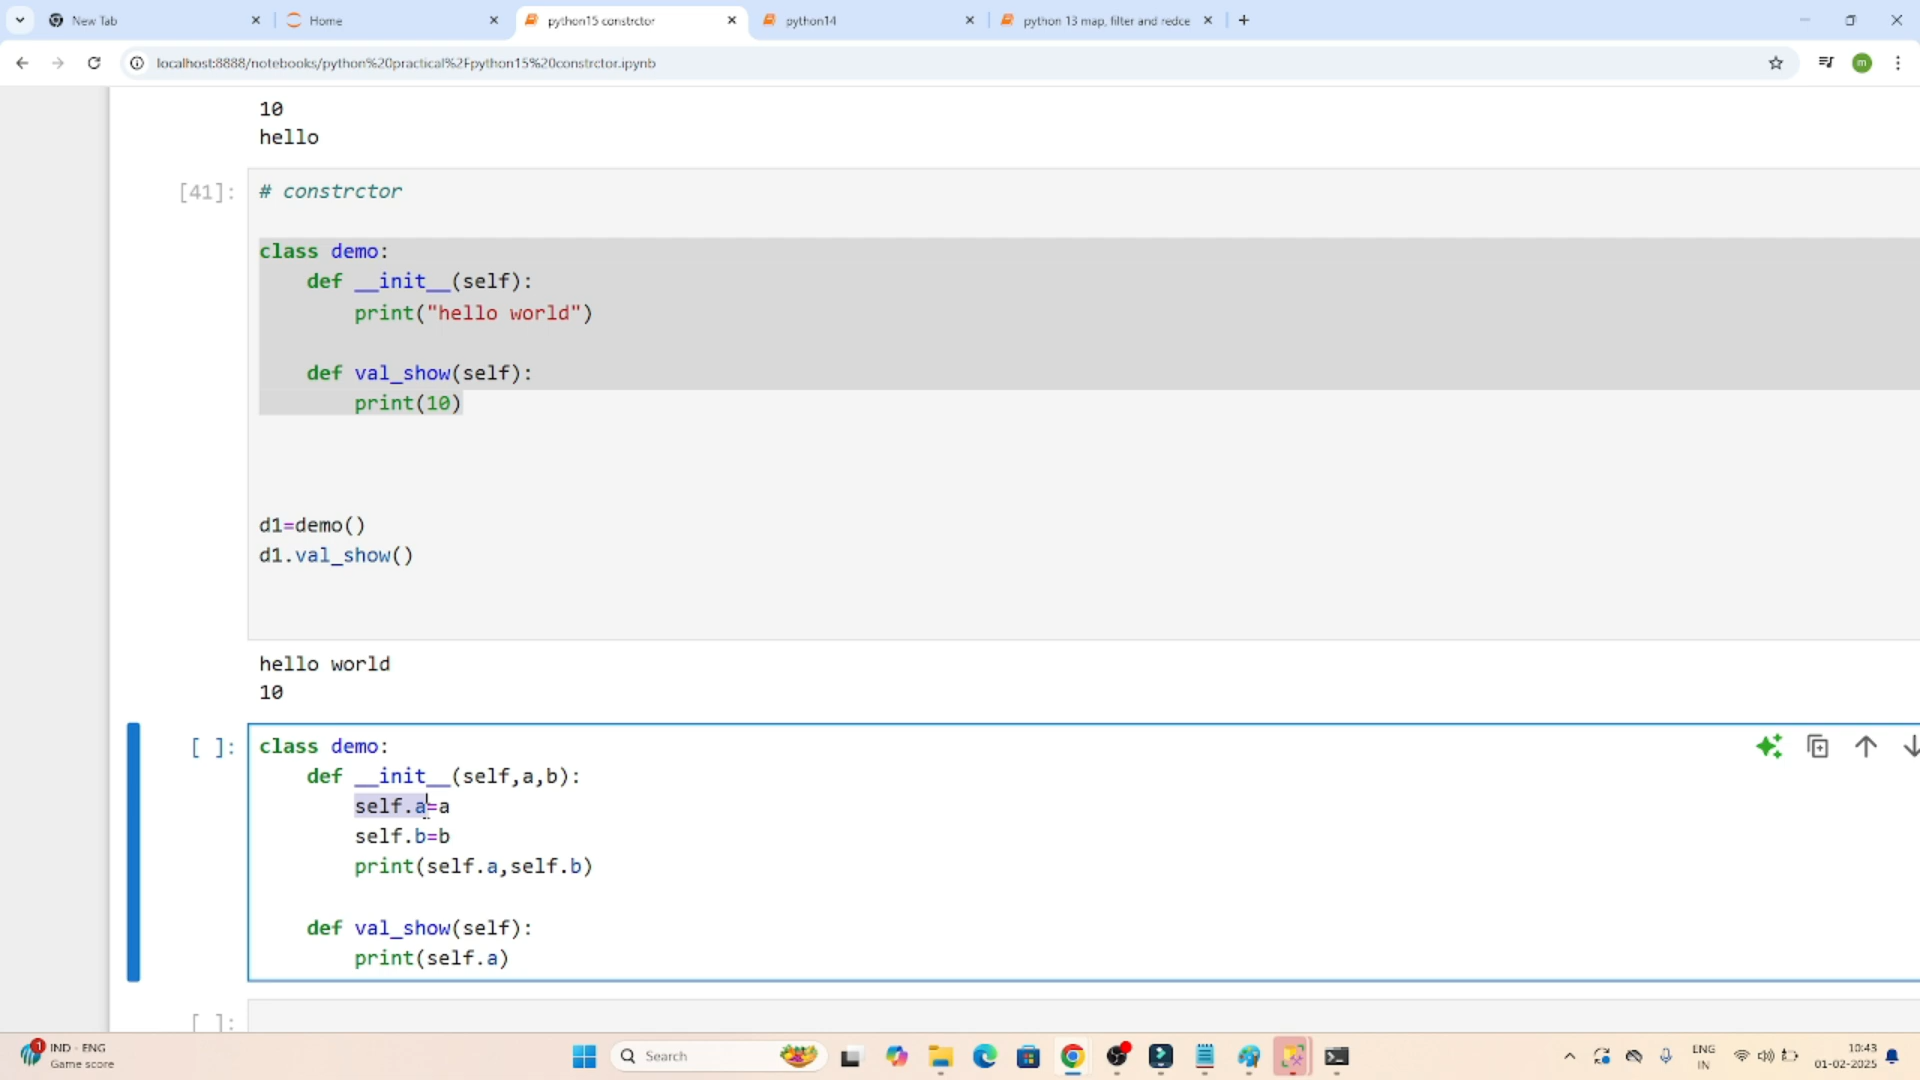 New Tab
Home
python15 constrctor
python14
python 13 map, filter and redce
localhost:8888/notebooks/python%20practical%2Fpython15%20constrctor.ipynb
m
10
hello
[41]:
# constrctor
class demo:
def __init__(self):
print("hello world")
def val_show(self):
print(10)
d1=demo()
d1.val_show()
hello world
10
[ ]:
class demo:
def __init__(self,a,b):
self.a=a
self.b=b
print(self.a,self.b)
def val_show(self):
print(self.a)
[ ]:
1
IND - ENG
Game score
Search
ENG
IN
10:43
01-02-2025